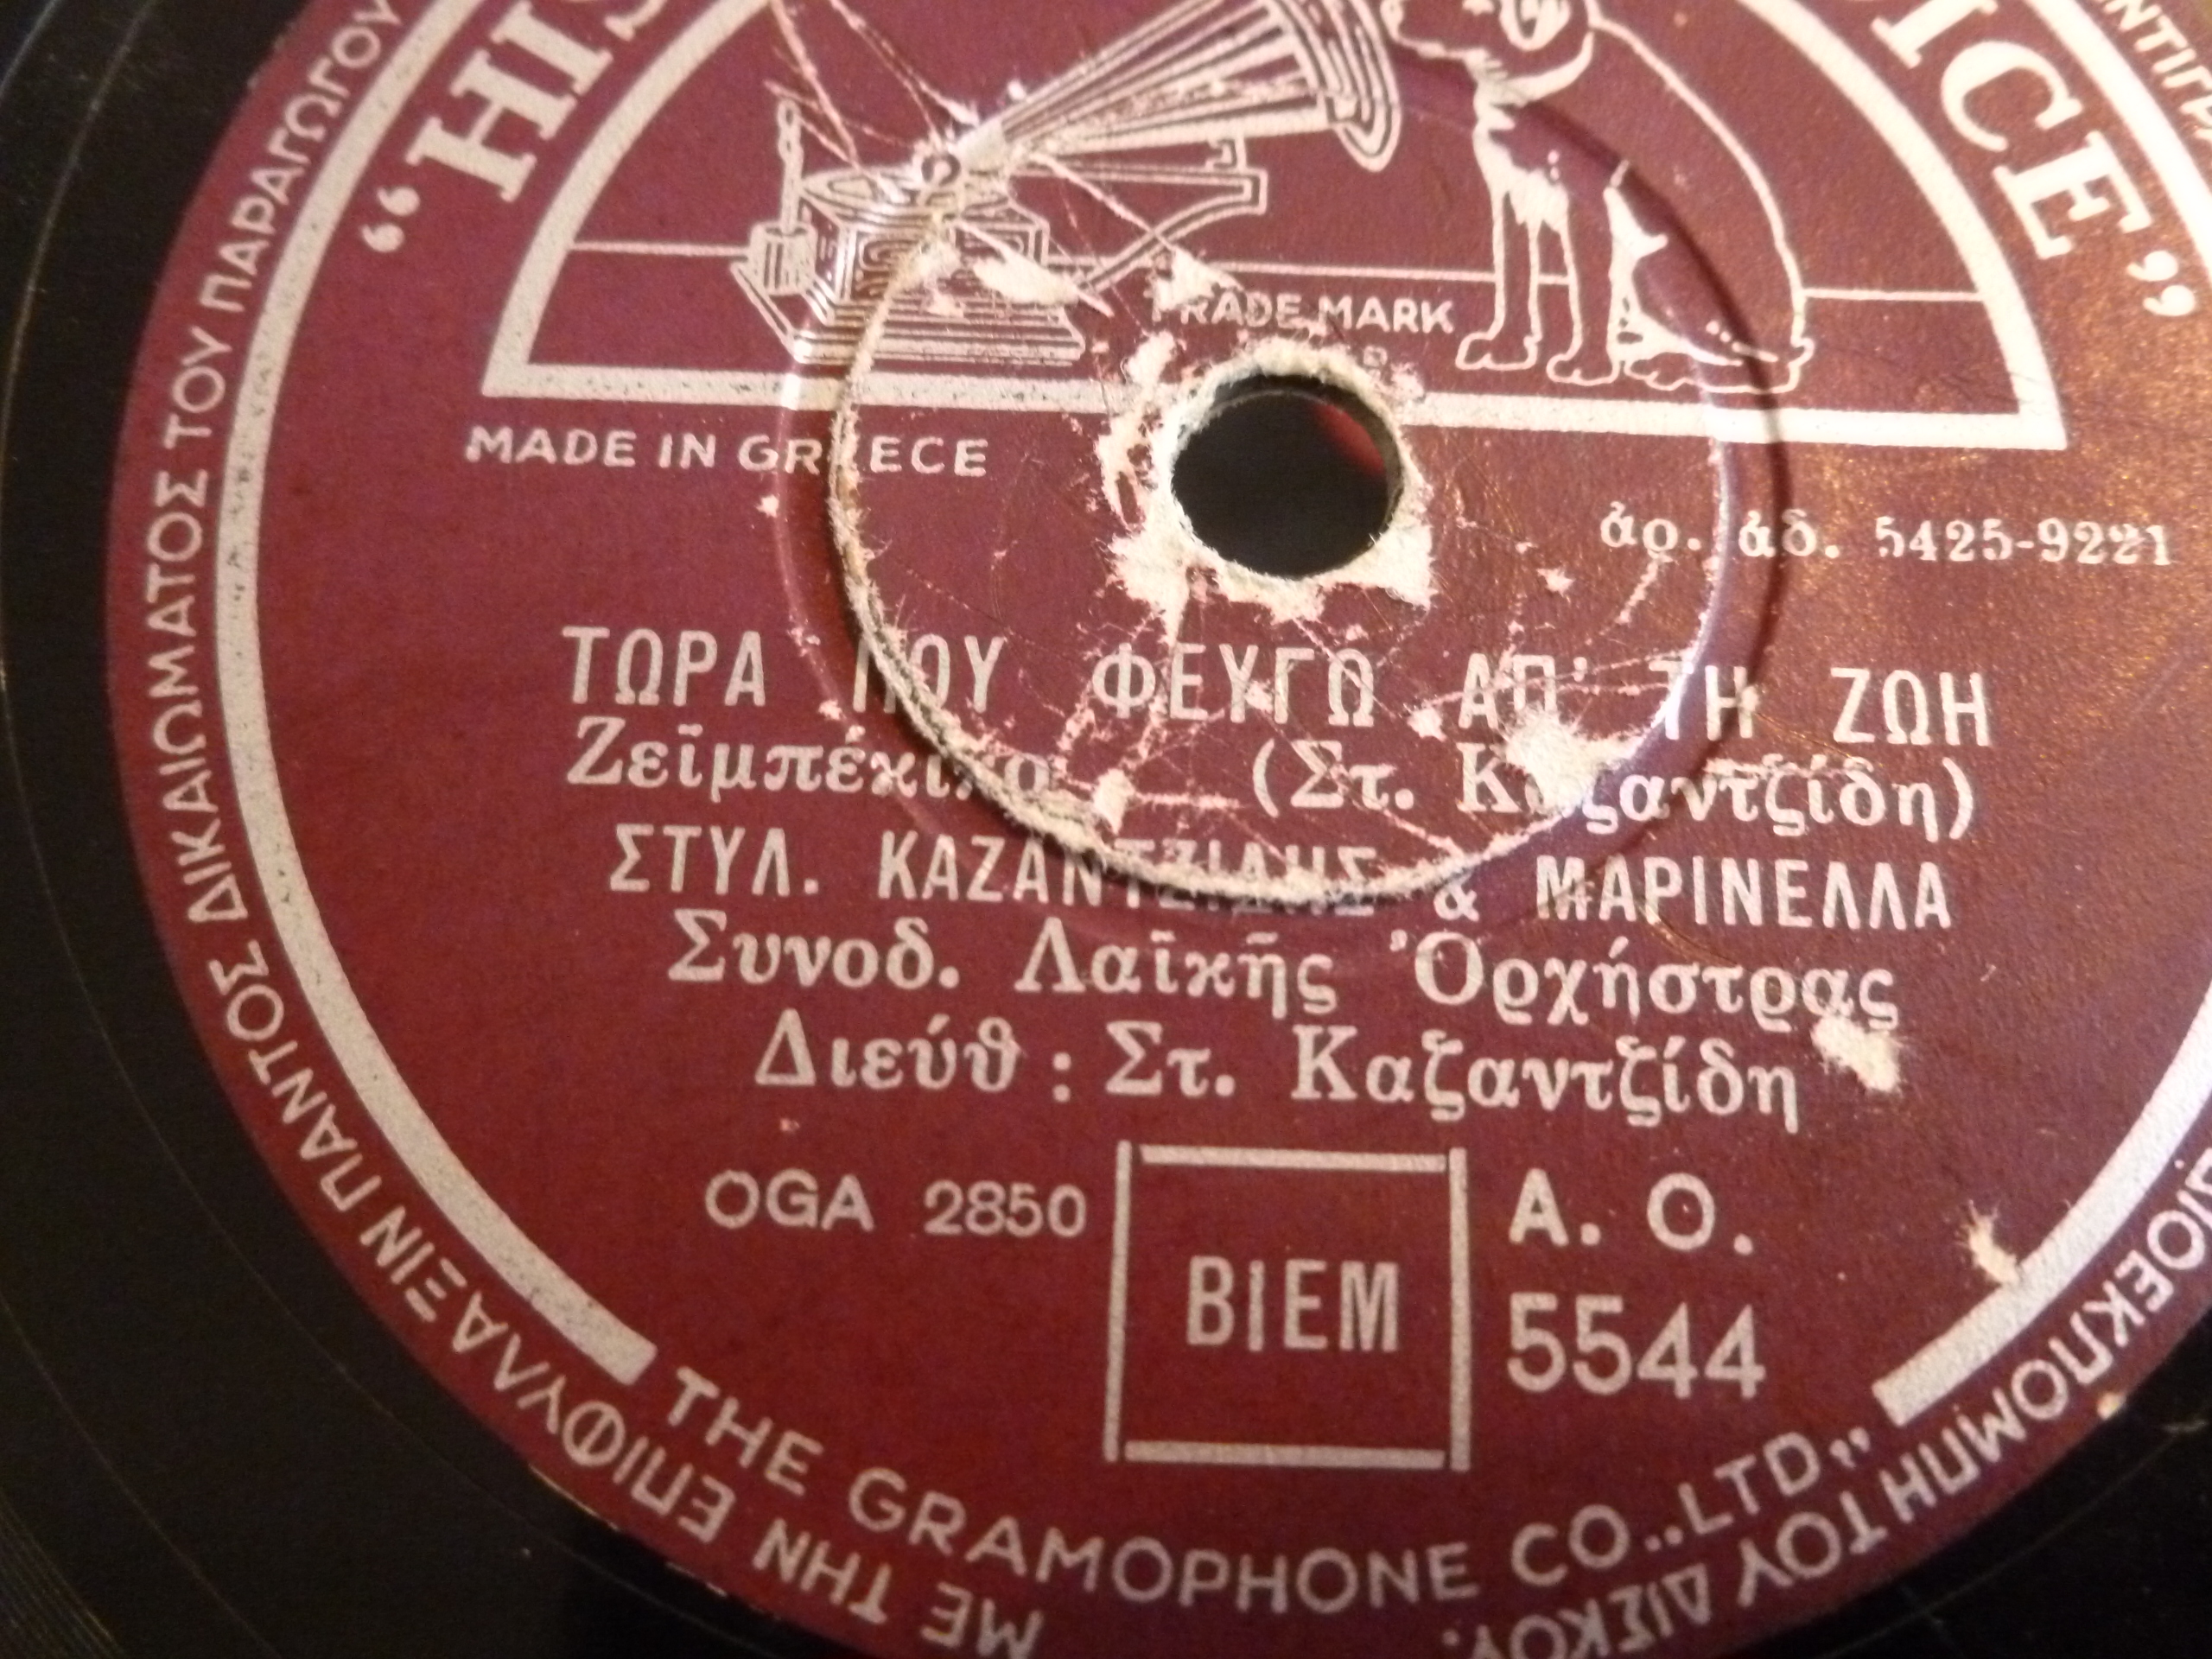 "HIS
OICE"
TRADE MARK
MADE IN GREECE
ἀρ. ἀδ. 5425-9221
ΤΩΡΑ ΠΟΥ ΦΕΥΓΩ ΑΠ' ΤΗ ΖΩΗ
Ζεϊμπέκικο (Στ. Καζαντζίδη)
ΣΤΥΛ. ΚΑΖΑΝΤΖΙΔΗΣ & ΜΑΡΙΝΕΛΛΑ
Συνοδ. Λαϊκῆς Ὀρχήστρας
Διεύθ : Στ. Καζαντζίδη
OGA 2850
BIEM
A. O.
5544
THE GRAMOPHONE CO.,LTD,,
ΜΕ ΤΗΝ ΕΠΙΦΥΛΑΞΙΝ ΠΑΝΤΟΣ ΔΙΚΑΙΩΜΑΤΟΣ ΤΟΥ ΠΑΡΑΓΩΓΟΥ
ΔΙΟΕΚΠΟΜΠΗ ΤΟΥ ΔΙΣΚΟΥ.